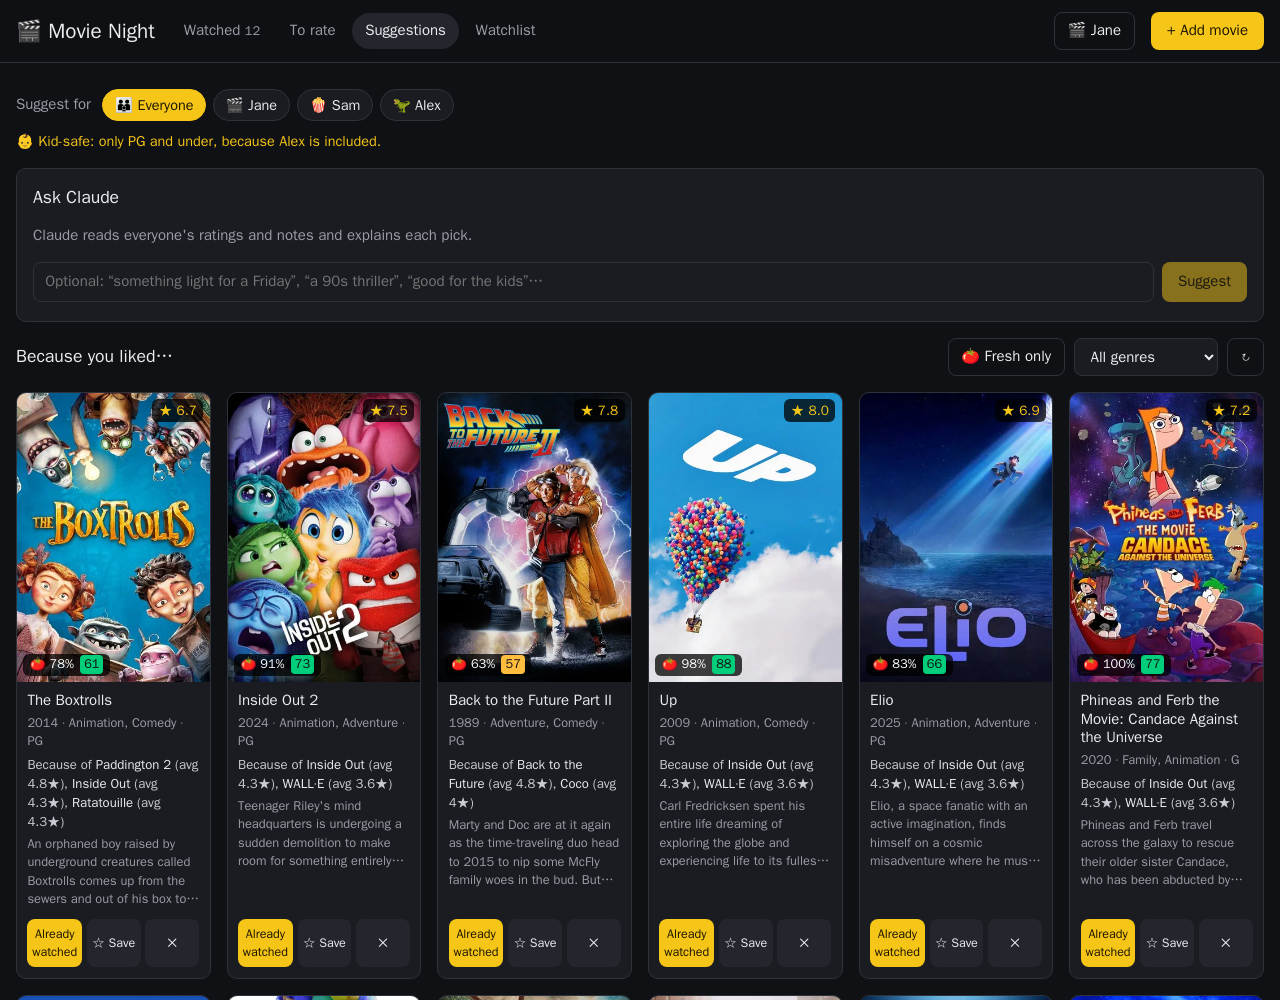 🎬 Movie Night
Watched 12
To rate
Suggestions
Watchlist
🎬 Jane
+ Add movie
Suggest for
👪 Everyone
🎬 Jane
🍿 Sam
🦖 Alex
👶 Kid-safe: only PG and under, because Alex is included.
Ask Claude
Claude reads everyone's ratings and notes and explains each pick.
Optional: “something light for a Friday”, “a 90s thriller”, “good for the kids”…
Suggest
Because you liked…
🍅 Fresh only
All genres
↻
★ 6.7
THE BOXTROLLS
🍅 78% 61
The Boxtrolls
2014 · Animation, Comedy ·
PG
Because of Paddington 2 (avg
4.8★), Inside Out (avg
4.3★), Ratatouille (avg
4.3★)
An orphaned boy raised by
underground creatures called
Boxtrolls comes up from the
sewers and out of his box to…
Already
watched
☆ Save
✕
★ 7.5
INSIDE
OUT 2
🍅 91% 73
Inside Out 2
2024 · Animation, Adventure ·
PG
Because of Inside Out (avg
4.3★), WALL·E (avg 3.6★)
Teenager Riley's mind
headquarters is undergoing a
sudden demolition to make
room for something entirely…
Already
watched
☆ Save
✕
★ 7.8
BACK
TO THE FUTURE II
🍅 63% 57
Back to the Future Part II
1989 · Adventure, Comedy ·
PG
Because of Back to the
Future (avg 4.8★), Coco (avg
4★)
Marty and Doc are at it again
as the time-traveling duo head
to 2015 to nip some McFly
family woes in the bud. But…
Already
watched
☆ Save
✕
★ 8.0
UP
🍅 98% 88
Up
2009 · Animation, Comedy ·
PG
Because of Inside Out (avg
4.3★), WALL·E (avg 3.6★)
Carl Fredricksen spent his
entire life dreaming of
exploring the globe and
experiencing life to its fulles…
Already
watched
☆ Save
✕
★ 6.9
ELIO
🍅 83% 66
Elio
2025 · Animation, Adventure ·
PG
Because of Inside Out (avg
4.3★), WALL·E (avg 3.6★)
Elio, a space fanatic with an
active imagination, finds
himself on a cosmic
misadventure where he mus…
Already
watched
☆ Save
✕
★ 7.2
Phineas and Ferb
THE MOVIE
CANDACE
AGAINST THE UNIVERSE
🍅 100% 77
Phineas and Ferb the
Movie: Candace Against
the Universe
2020 · Family, Animation · G
Because of Inside Out (avg
4.3★), WALL·E (avg 3.6★)
Phineas and Ferb travel
across the galaxy to rescue
their older sister Candace,
who has been abducted by…
Already
watched
☆ Save
✕